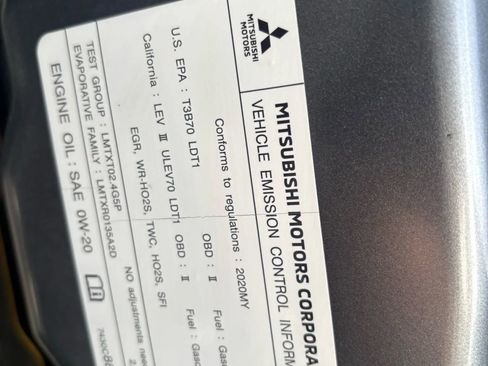 MITSUBISHI
MOTORS
MITSUBISHI MOTORS CORPORA
VEHICLE EMISSION CONTROL INFORM
Conforms to regulations : 2020MY
U.S. EPA : T3B70 LDT1 OBD : II Fuel : Gaso
California : LEV III ULEV70 LDT1 OBD : II Fuel : Gaso
EGR, WR-HO2S, TWC, HO2S, SFI
NO adjustments nee
TEST GROUP : LMTXT02.4G5P
EVAPORATIVE FAMILY : LMTXR0135A2D
ENGINE OIL : SAE 0W-20